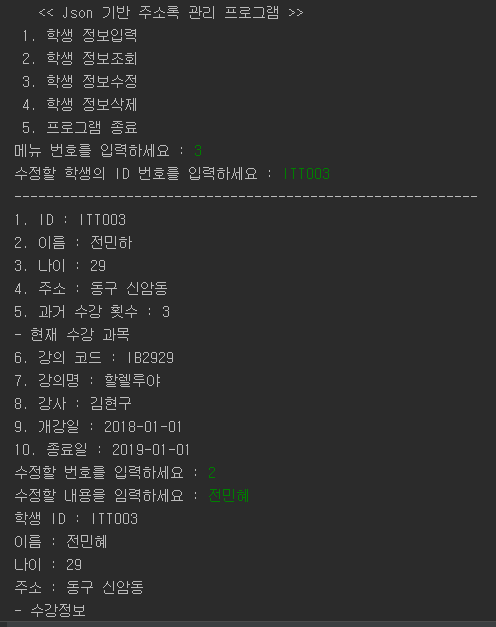 << Json 기반 주소록 관리 프로그램 >>
1. 학생 정보입력
2. 학생 정보조회
3. 학생 정보수정
4. 학생 정보삭제
5. 프로그램 종료
메뉴 번호를 입력하세요 : 3
수정할 학생의 ID 번호를 입력하세요 : ITT003
----------------------------------------------------------
1. ID : ITT003
2. 이름 : 전민하
3. 나이 : 29
4. 주소 : 동구 신암동
5. 과거 수강 횟수 : 3
- 현재 수강 과목
6. 강의 코드 : IB2929
7. 강의명 : 할렐루야
8. 강사 : 김현구
9. 개강일 : 2018-01-01
10. 종료일 : 2019-01-01
수정할 번호를 입력하세요 : 2
수정할 내용을 임력하세요 : 전민혜
학생 ID : ITT003
이름 : 전민혜
나이 : 29
주소 : 동구 신암동
- 수강정보